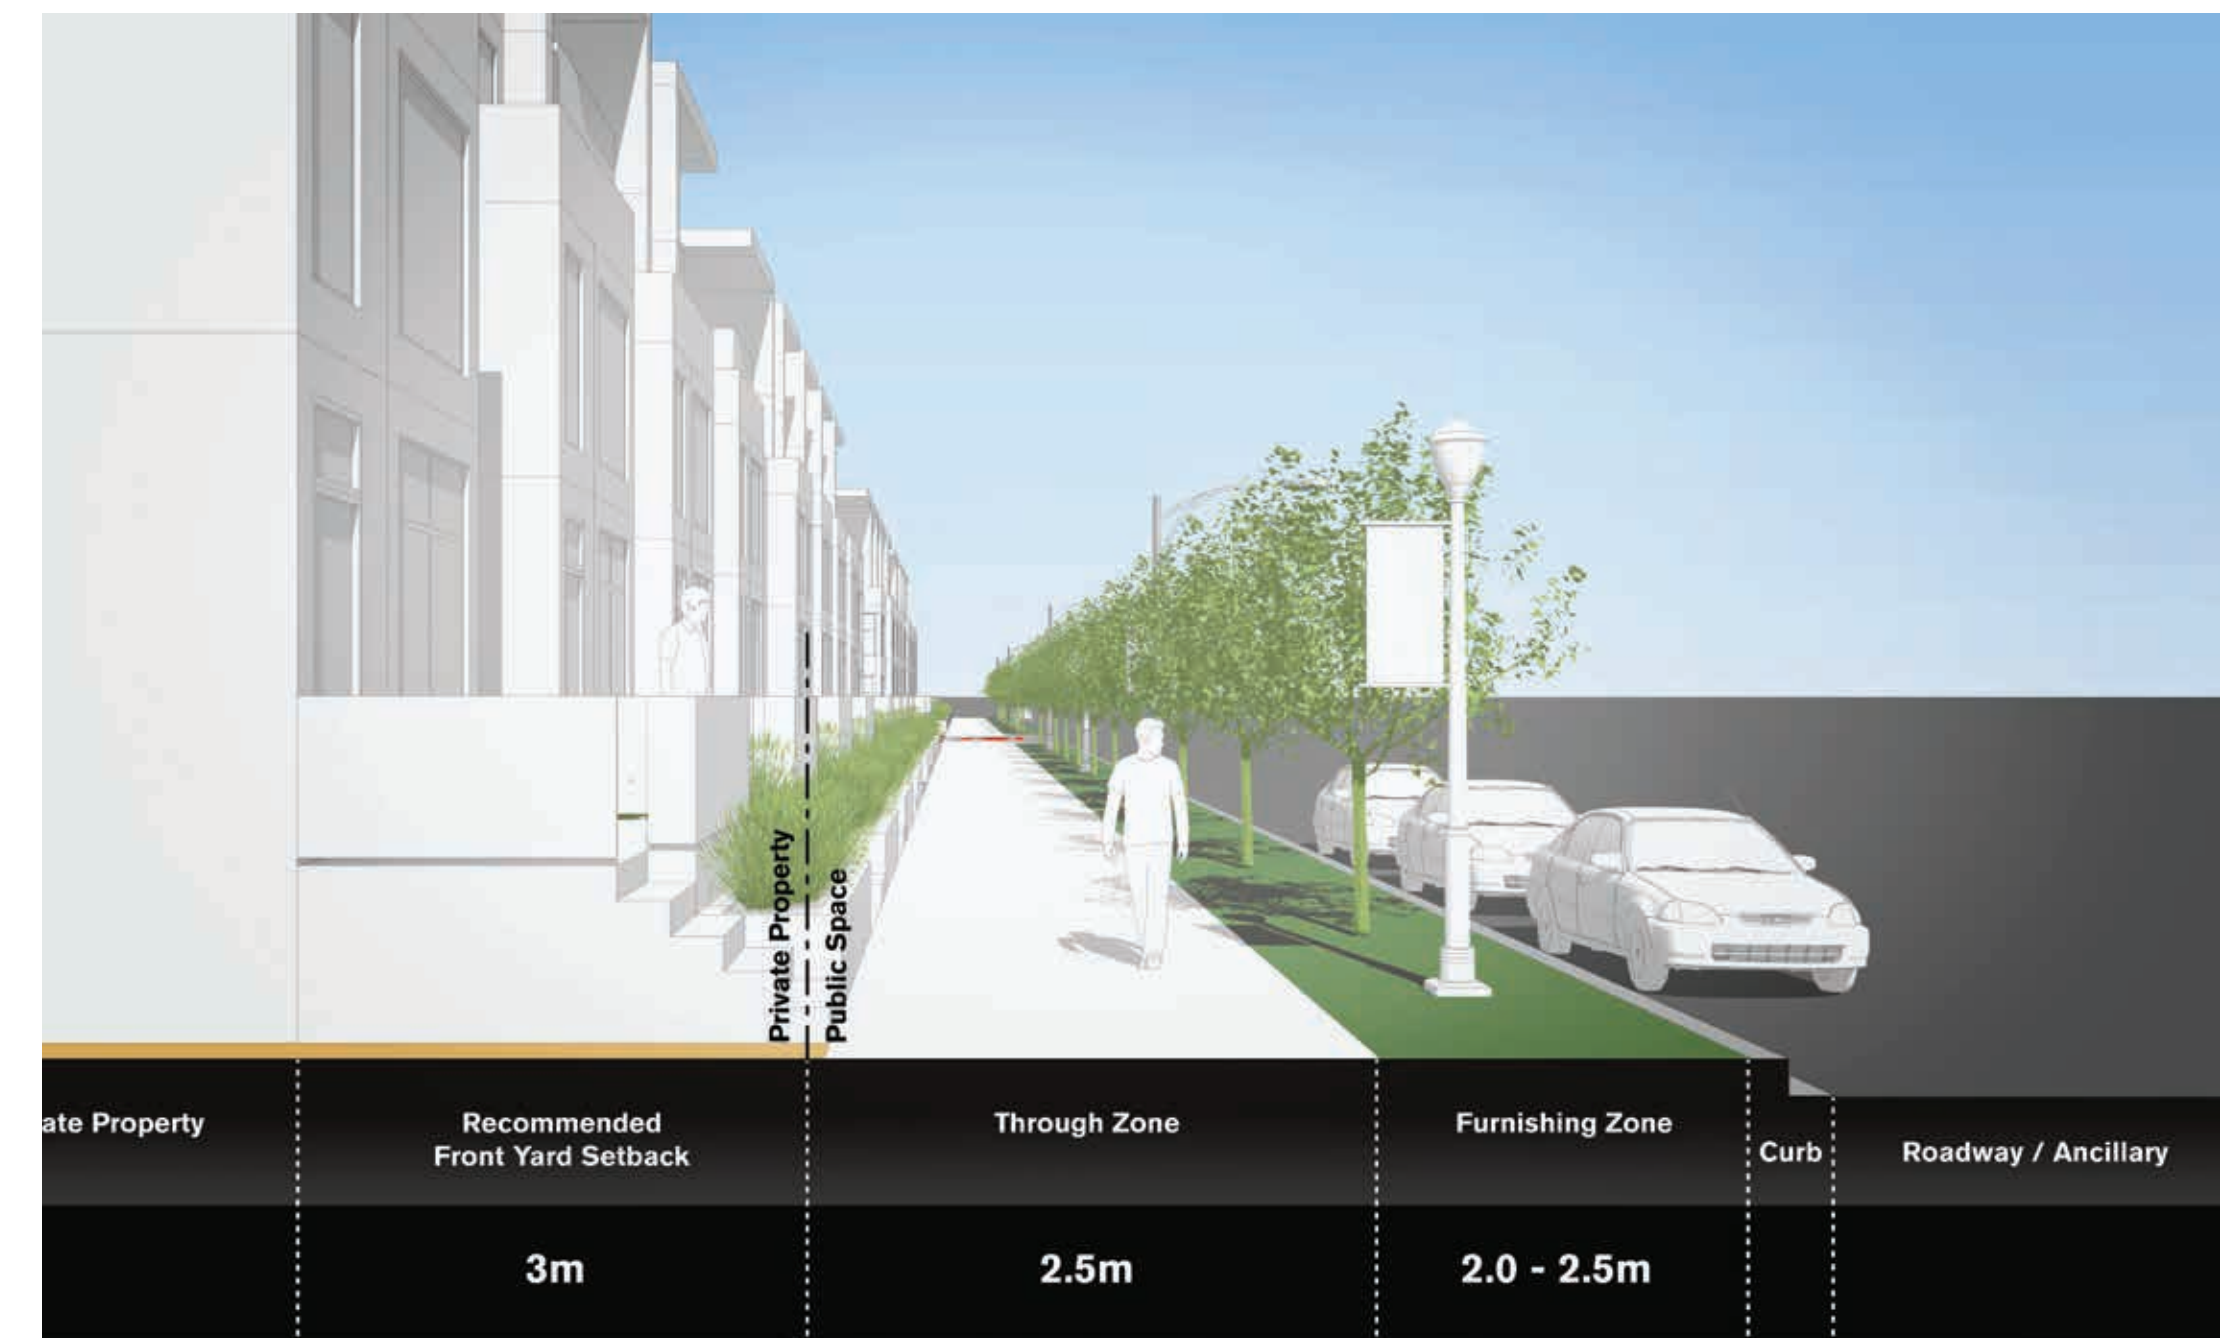 Private Property
Public Space
ate Property
Recommended
Front Yard Setback
Through Zone
Furnishing Zone
Curb
Roadway / Ancillary
3m
2.5m
2.0 - 2.5m